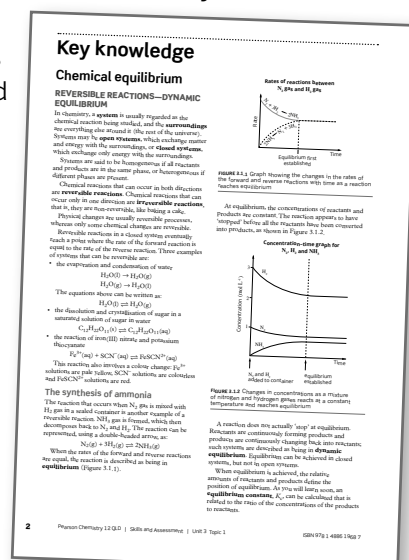 d
Key knowledge
Chemical equilibrium
REVERSIBLE REACTIONS—DYNAMIC
EQUILIBRIUM
In chemistry, a system is usually regarded as the
chemical reaction being studied, and the surroundings
are everything else around it (the rest of the universe).
Systems may be open systems, which exchange matter
and energy with the surroundings, or closed systems,
which exchange only energy with the surroundings.
Systems are said to be homogeneous if all reactants
and products are in the same phase, or heterogeneous if
different phases are present.
Chemical reactions that can occur in both directions
are reversible reactions. Chemical reactions that can
occur only in one direction are irreversible reactions,
that is, they are non-reversible, like baking a cake.
Physical changes are usually reversible processes,
whereas only some chemical changes are reversible.
Reversible reactions in a closed system eventually
reach a point where the rate of the forward reaction is
equal to the rate of the reverse reaction. Three examples
of systems that can be reversible are:
• the evaporation and condensation of water
H₂O(l) → H₂O(g)
H₂O(g) → H₂O(l)
The equations above can be written as:
H₂O(l) ⇌ H₂O(g)
• the dissolution and crystallisation of sugar in a
saturated solution of sugar in water
C₁₂H₂₂O₁₁(s) ⇌ C₁₂H₂₂O₁₁(aq)
• the reaction of iron(III) nitrate and potassium
thiocyanate
Fe³⁺(aq) + SCN⁻(aq) ⇌ FeSCN²⁺(aq)
This reaction also involves a colour change: Fe³⁺
solutions are pale yellow, SCN⁻ solutions are colourless
and FeSCN²⁺ solutions are red.
The synthesis of ammonia
The reaction that occurs when N₂ gas is mixed with
H₂ gas in a sealed container is another example of a
reversible reaction. NH₃ gas is formed, which then
decomposes back to N₂ and H₂. The reaction can be
represented, using a double-headed arrow, as:
N₂(g) + 3H₂(g) ⇌ 2NH₃(g)
When the rates of the forward and reverse reactions
are equal, the reaction is described as being in
equilibrium (Figure 3.1.1).
Rates of reactions between
N₂ gas and H₂ gas
Rate
Equilibrium first
established
Time
FIGURE 3.1.1 Graph showing the changes in the rates of
the forward and reverse reactions with time as a reaction
reaches equilibrium
At equilibrium, the concentrations of reactants and
Products are constant. The reaction appears to have
'stopped' before all the reactants have been converted
into products, as shown in Figure 3.1.2.
Concentration–time graph for
N₂, H₂ and NH₃
Concentration (mol L⁻¹)
3
2
1
H₂
N₂
NH₃
Time
N₂ and H₂
added to container
equilibrium
established
FIGURE 3.1.2 Changes in concentrations as a mixture
of nitrogen and hydrogen gases reacts at a constant
temperature and reaches equilibrium
A reaction does not actually 'stop' at equilibrium.
Reactants are continuously forming products and
products are continuously changing back into reactants;
such systems are described as being in dynamic
equilibrium. Equilibrium can be achieved in closed
systems, but not in open systems.
When equilibrium is achieved, the relative
amounts of reactants and products define the
position of equilibrium. As you will learn soon, an
equilibrium constant, Kc, can be calculated that is
related to the ratio of the concentrations of the products
to reactants.
2
Pearson Chemistry 12 QLD | Skills and Assessment | Unit 3 Topic 1
ISBN 978 1 4886 1968 7